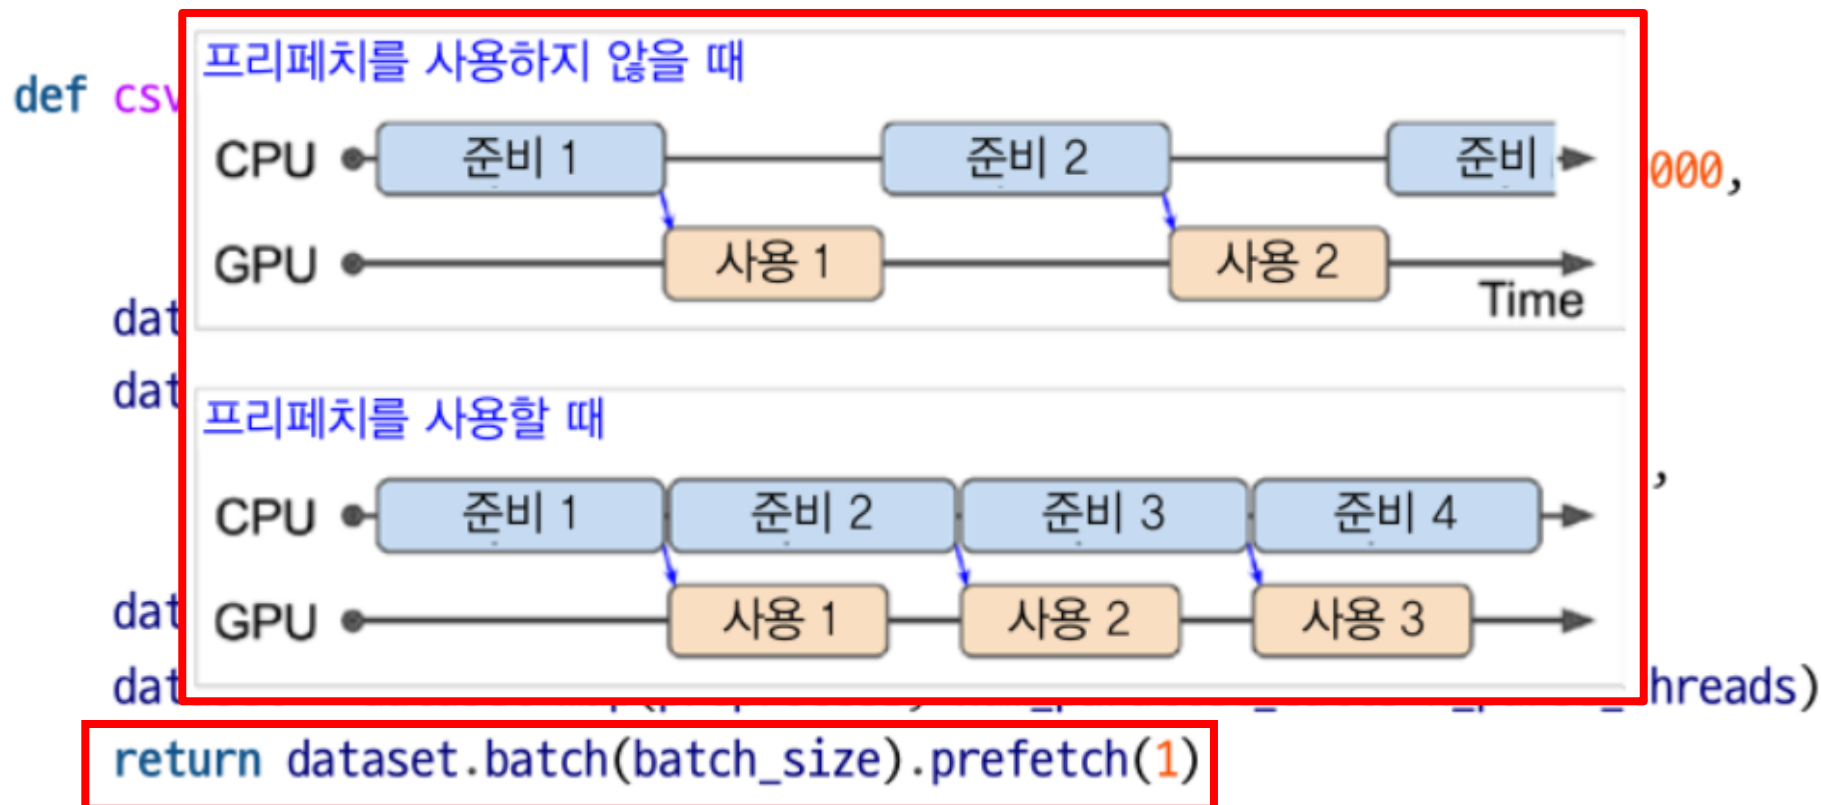 프리페치를 사용하지 않을 때
def csv
CPU 준비 1 준비 2 준비
000,
GPU 사용 1 사용 2
Time
dat
dat
프리페치를 사용할 때
,
CPU 준비 1 준비 2 준비 3 준비 4
dat
GPU 사용 1 사용 2 사용 3
dat hreads)
return dataset.batch(batch_size).prefetch(1)